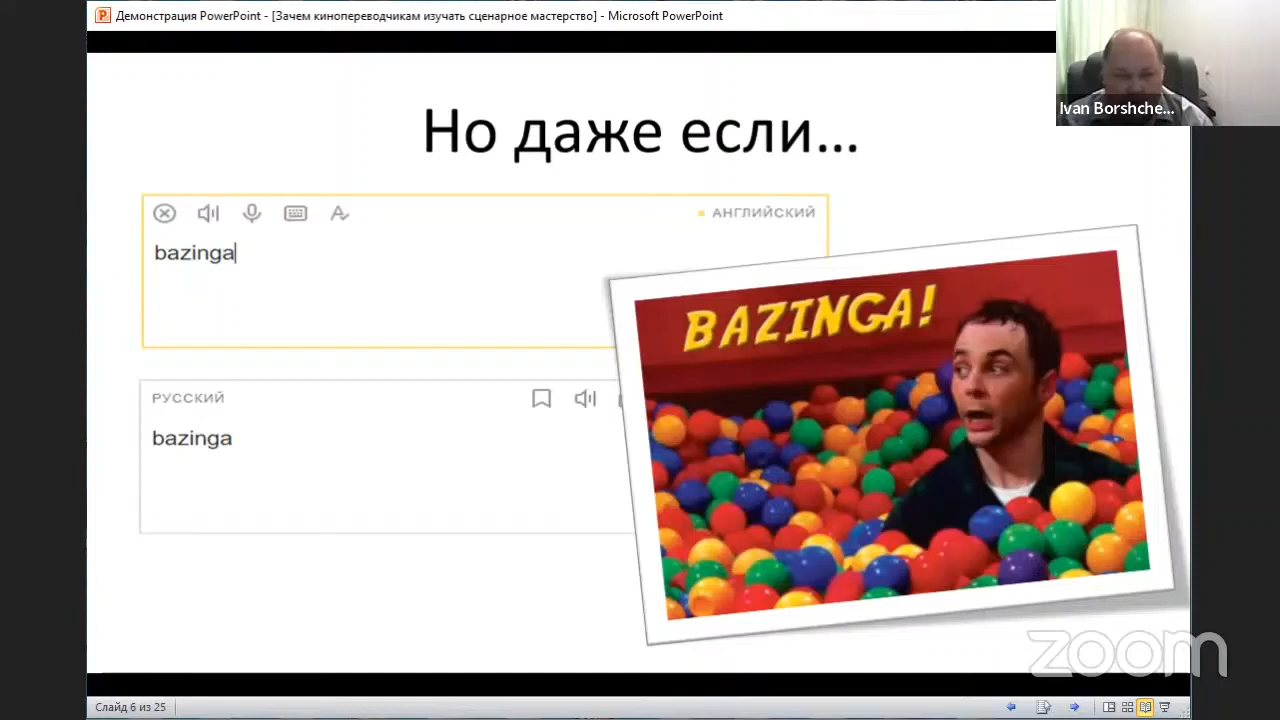 Демонстрация PowerPoint - [Зачем кинопереводчикам изучать сценарное мастерство] - Microsoft PowerPoint
Ivan Borshche...
Но даже если...
АНГЛИЙСКИЙ
bazinga
BAZINGA!
РУССКИЙ
bazinga
zoom
Слайд 6 из 25